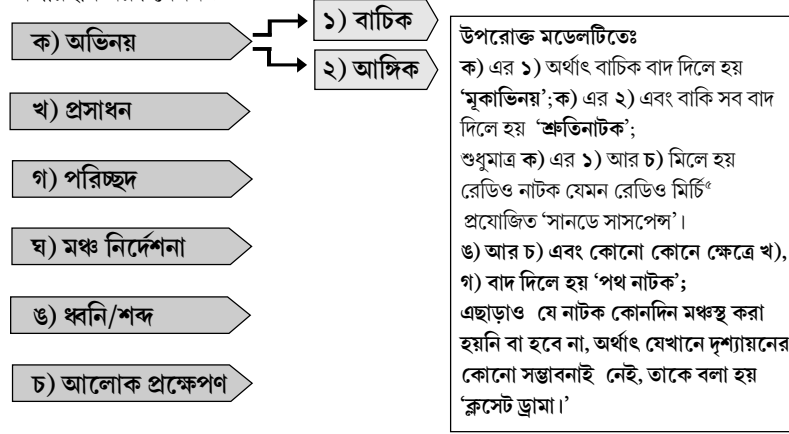 ক) অভিনয়
১) বাচিক
২) আঙ্গিক
খ) প্রসাধন
গ) পরিচ্ছদ
ঘ) মঞ্চ নির্দেশনা
ঙ) ধ্বনি/শব্দ
চ) আলোক প্রক্ষেপণ
উপরোক্ত মডেলটিতেঃ
ক) এর ১) অর্থাৎ বাচিক বাদ দিলে হয়
‘মূকাভিনয়’;ক) এর ২) এবং বাকি সব বাদ
দিলে হয় ‘শ্রুতিনাটক’;
শুধুমাত্র ক) এর ১) আর চ) মিলে হয়
রেডিও নাটক যেমন রেডিও মির্চি৫
প্রযোজিত ‘সানডে সাসপেন্স’।
ঙ) আর চ) এবং কোনো কোনে ক্ষেত্রে খ),
গ) বাদ দিলে হয় ‘পথ নাটক’;
এছাড়াও যে নাটক কোনদিন মঞ্চস্থ করা
হয়নি বা হবে না, অর্থাৎ যেখানে দৃশ্যায়নের
কোনো সম্ভাবনাই নেই, তাকে বলা হয়
‘ক্লসেট ড্রামা।’